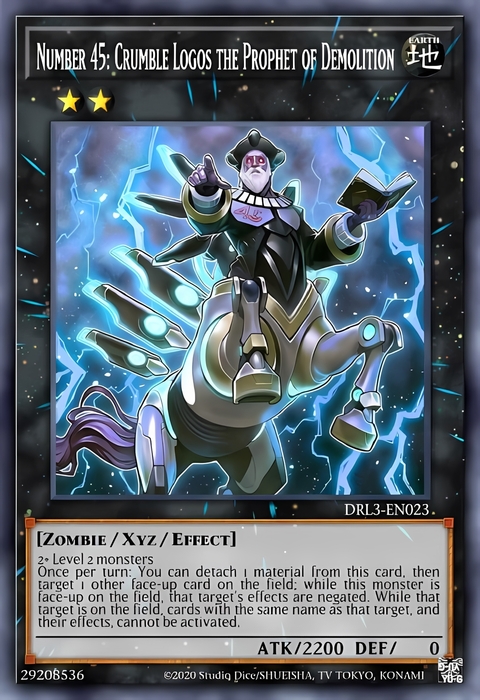 Number 45: Crumble Logos the Prophet of Demolition
EARTH
地
45
DRL3-EN023
[Zombie / Xyz / Effect]
2+ Level 2 monsters
Once per turn: You can detach 1 material from this card, then
target 1 other face-up card on the field; while this monster is
face-up on the field, that target's effects are negated. While that
target is on the field, cards with the same name as that target, and
their effects, cannot be activated.
ATK/2200 DEF/ 0
29208536
©2020 Studio Dice/SHUEISHA, TV TOKYO, KONAMI